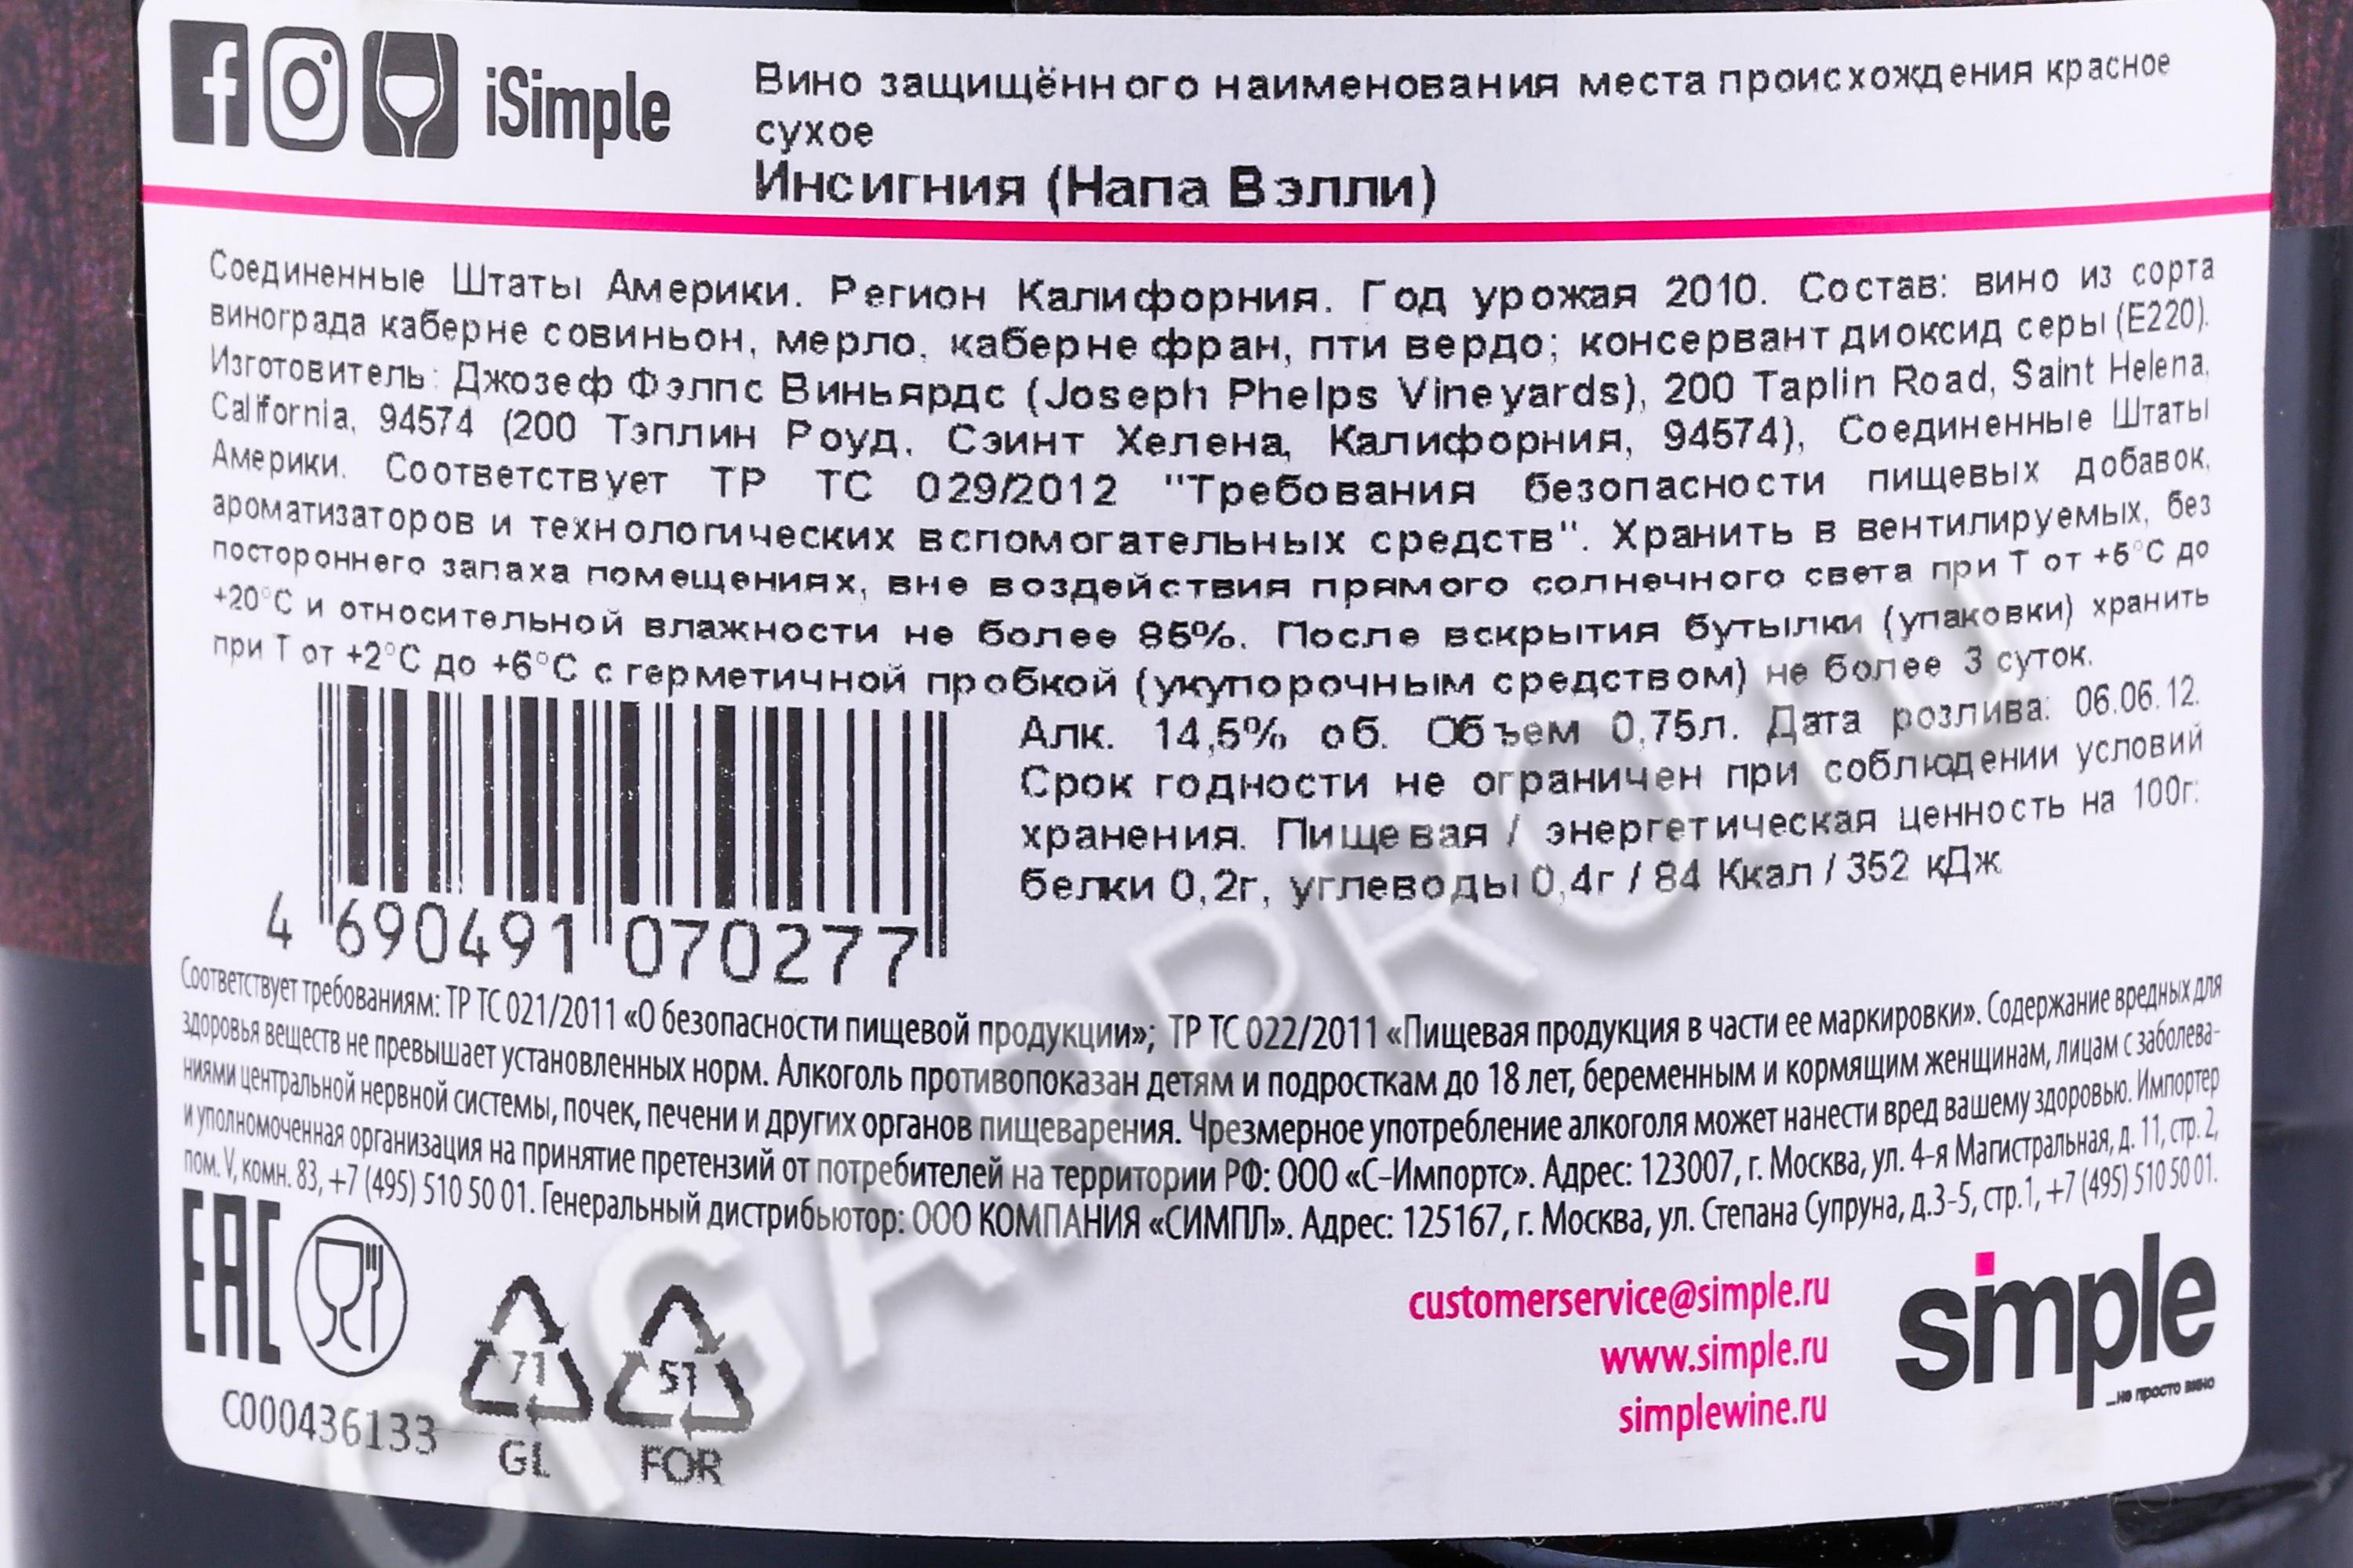 iSimple
Вино защищённого наименования места происхождения красное
сухое
Инсигния (Напа Вэлли)
Соединенные Штаты Америки. Регион Калифорния. Год урожая 2010. Состав: вино из сорта
винограда каберне совиньон, мерло, каберне фран, пти вердо; консервант диоксид серы (Е220).
Изготовитель: Джозеф Фэлпс Виньярдс (Joseph Phelps Vineyards), 200 Taplin Road, Saint Helena,
California, 94574 (200 Тэплин Роуд, Сэинт Хелена, Калифорния, 94574), Соединенные Штаты
Америки. Соответствует ТР ТС 029/2012 "Требования безопасности пищевых добавок,
ароматизаторов и технологических вспомогательных средств". Хранить в вентилируемых, без
постороннего запаха помещениях, вне воздействия прямого солнечного света при Т от +5°С до
+20°С и относительной влажности не более 85%. После вскрытия бутылки (упаковки) хранить
при Т от +2°С до +6°С с герметичной пробкой (укупорочным средством) не более 3 суток.
Алк. 14,5% об. Объем 0,75л. Дата розлива: 06.06.12.
Срок годности не ограничен при соблюдении условий
хранения. Пищевая / энергетическая ценность на 100г:
белки 0,2г, углеводы 0,4г / 84 Ккал / 352 кДж
4 690491 070277
Соответствует требованиям: ТР ТС 021/2011 «О безопасности пищевой продукции»; ТР ТС 022/2011 «Пищевая продукция в части ее маркировки». Содержание вредных для
здоровья веществ не превышает установленных норм. Алкоголь противопоказан детям и подросткам до 18 лет, беременным и кормящим женщинам, лицам с заболева-
ниями центральной нервной системы, почек, печени и других органов пищеварения. Чрезмерное употребление алкоголя может нанести вред вашему здоровью. Импортер
и уполномоченная организация на принятие претензий от потребителей на территории РФ: ООО «С-Импортс». Адрес: 123007, г. Москва, ул. 4-я Магистральная, д. 11, стр. 2,
пом. V, комн. 83, +7 (495) 510 50 01. Генеральный дистрибьютор: ООО КОМПАНИЯ «СИМПЛ». Адрес: 125167, г. Москва, ул. Степана Супруна, д.3-5, стр.1, +7 (495) 510 50 01.
EAC
C000436133
71
GL
51
FOR
customerservice@simple.ru
www.simple.ru
simplewine.ru
simple
...не просто вино
CIGARPRO.ru